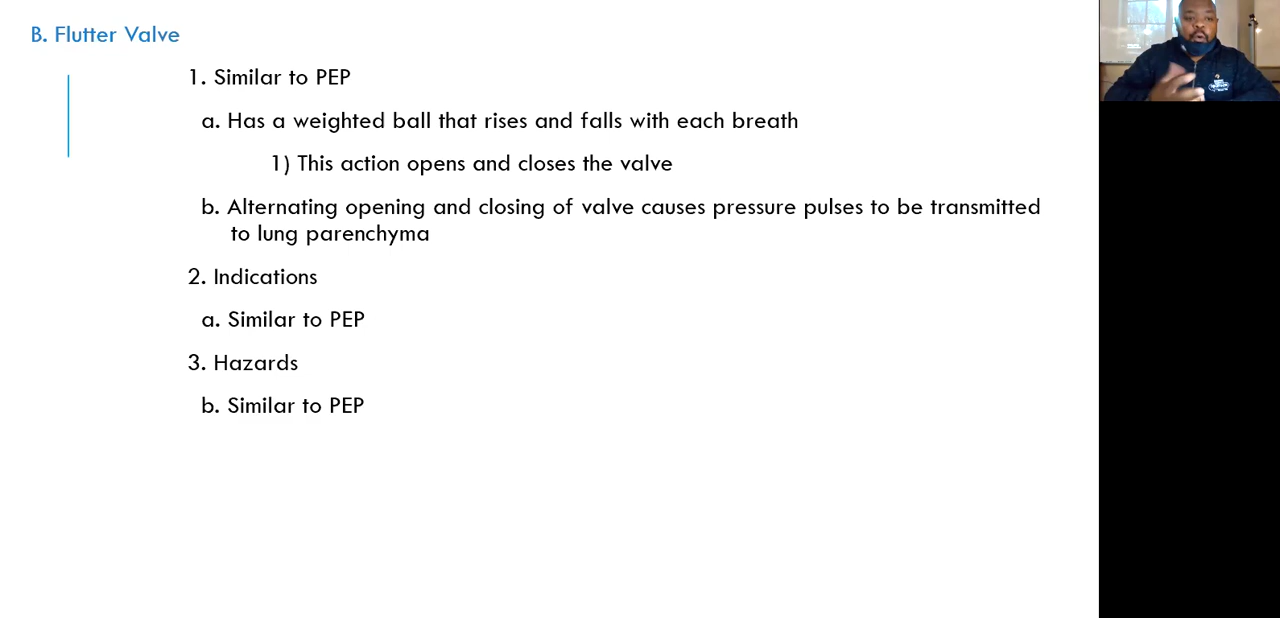 B. Flutter Valve
1. Similar to PEP
a. Has a weighted ball that rises and falls with each breath
1) This action opens and closes the valve
b. Alternating opening and closing of valve causes pressure pulses to be transmitted
to lung parenchyma
2. Indications
a. Similar to PEP
3. Hazards
b. Similar to PEP